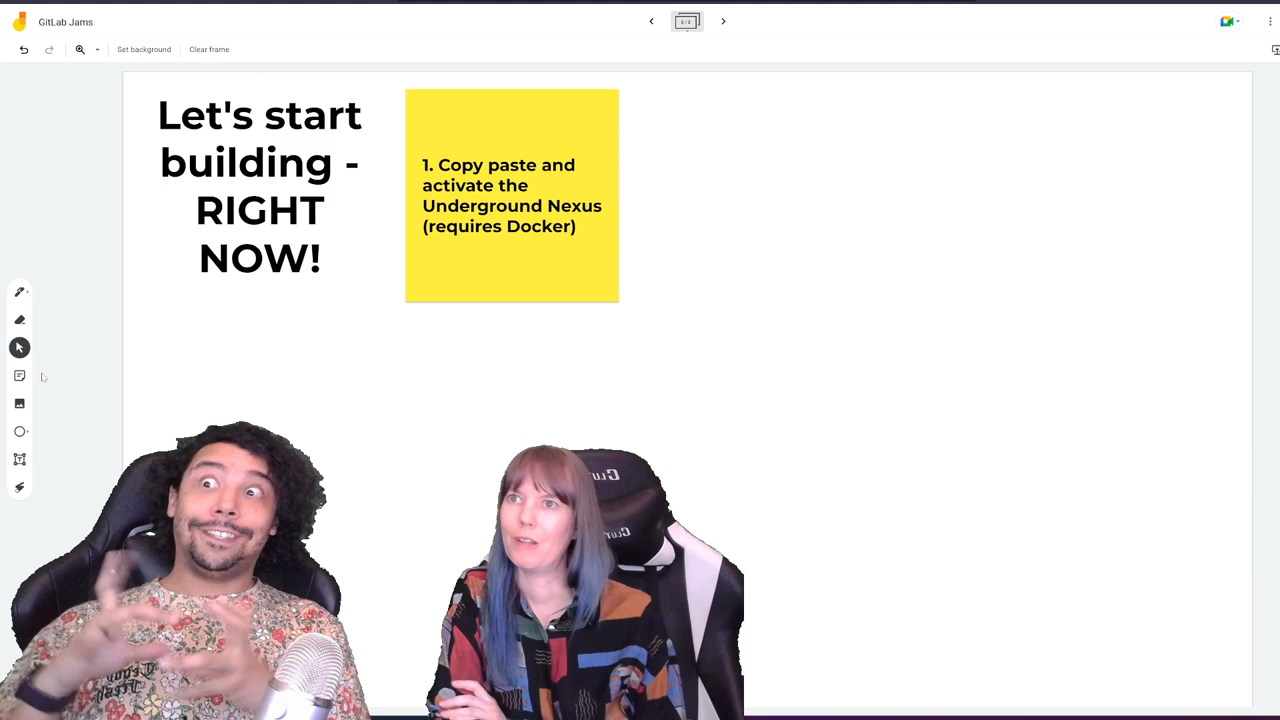 GitLab Jams
Set background
Clear frame
Let's start
building -
RIGHT
NOW!
1. Copy paste and
activate the
Underground Nexus
(requires Docker)